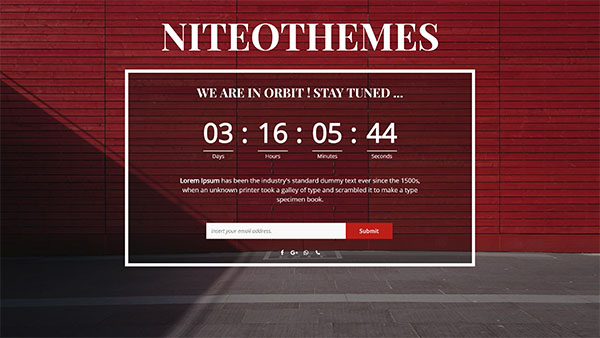 NITEOTHEMES
WE ARE IN ORBIT ! STAY TUNED ...
03 : 16 : 05 : 44
Days Hours Minutes Seconds
Lorem Ipsum has been the industry's standard dummy text ever since the 1500s,
when an unknown printer took a galley of type and scrambled it to make a type
specimen book.
insert your email address. Submit